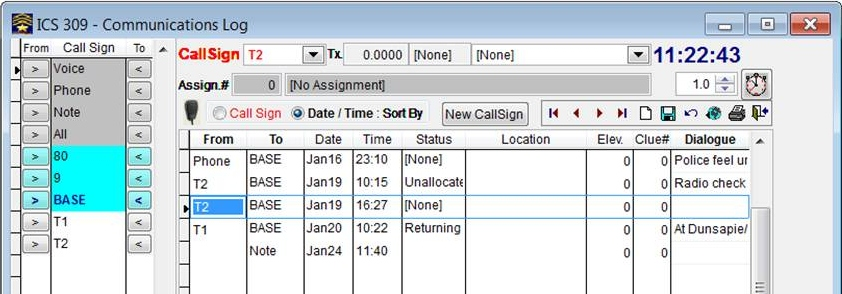 ICS 309 - Communications Log
From Call Sign To
> Voice <
> Phone <
> Note <
> All <
> 80 <
> 9 <
> BASE <
> T1 <
> T2 <
CallSign T2 Tx. 0.0000 [None] [None] 11:22:43
Assign.# 0 [No Assignment] 1.0
Call Sign Date / Time : Sort By New CallSign
From To Date Time Status Location Elev. Clue# Dialogue
Phone BASE Jan16 23:10 [None] 0 0 Police feel ur
T2 BASE Jan19 10:15 Unallocate 0 0 Radio check
T2 BASE Jan19 16:27 [None] 0 0
T1 BASE Jan20 10:22 Returning 0 0 At Dunsapie/
Note Jan24 11:40 0 0